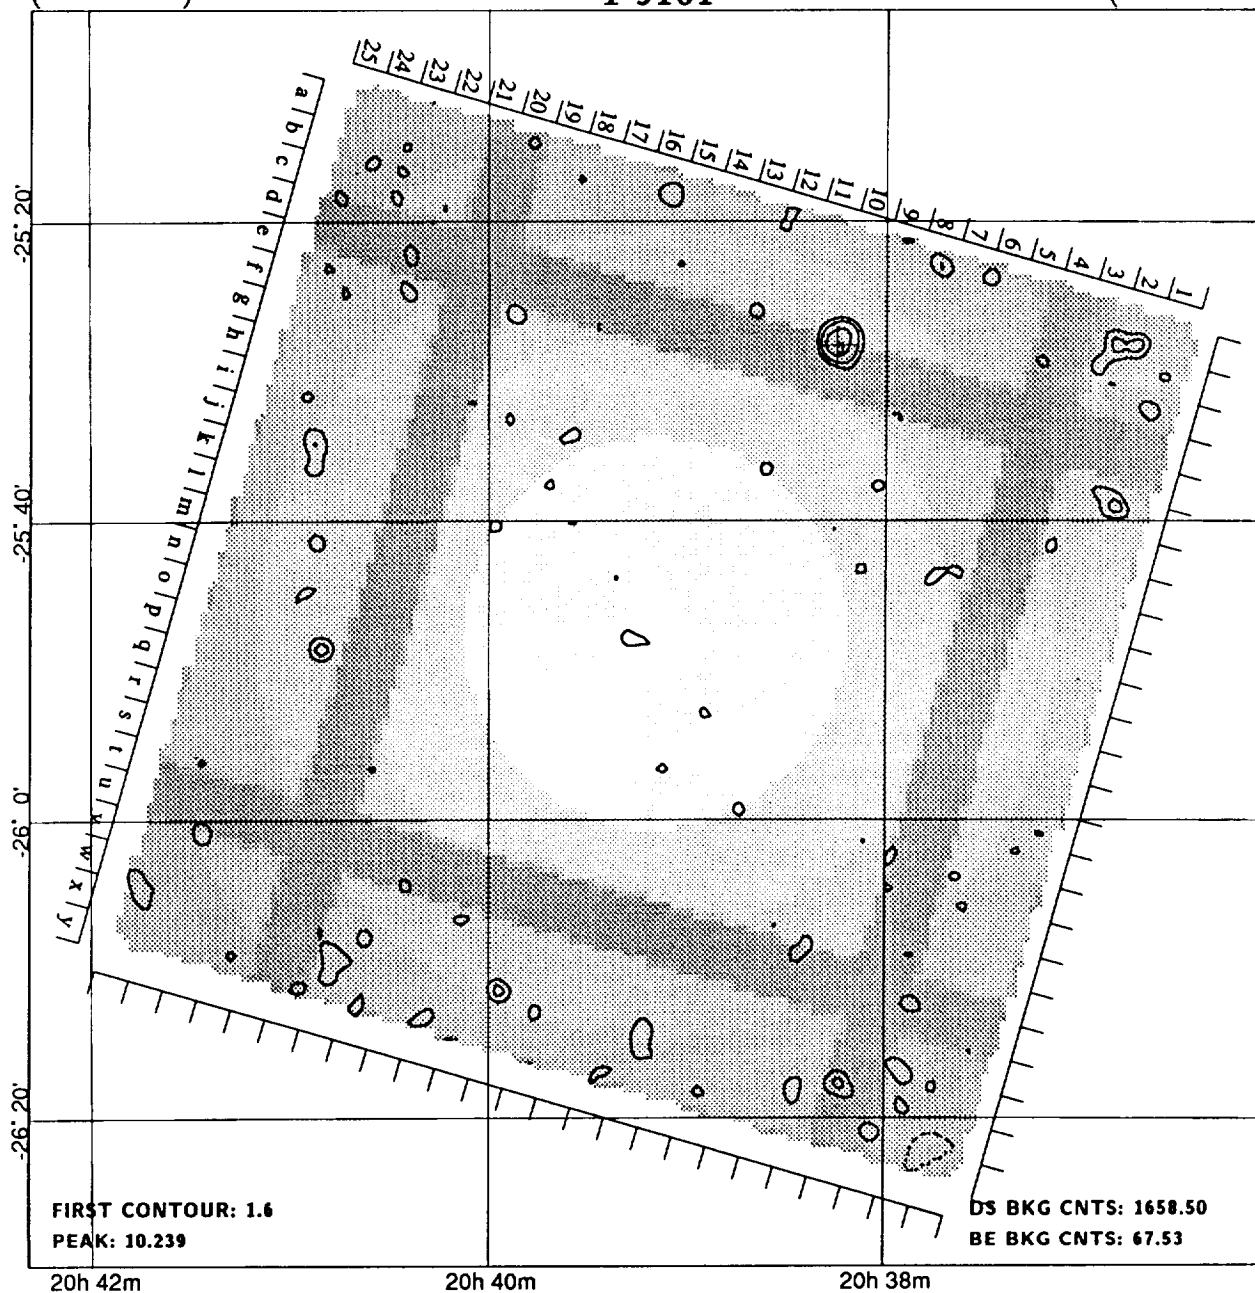 25 24 23 22 21 20 19 18 17 16 15 14 13 12 11 10 9 8 7 6 5 4 3 2 1
a b c d e f g h i j k l m n o p q r s t u v w x y
-25° 20'
-25° 40'
-26° 0'
-26° 20'
FIRST CONTOUR: 1.6
PEAK: 10.239
DS BKG CNTS: 1658.50
BE BKG CNTS: 67.53
20h 42m
20h 40m
20h 38m